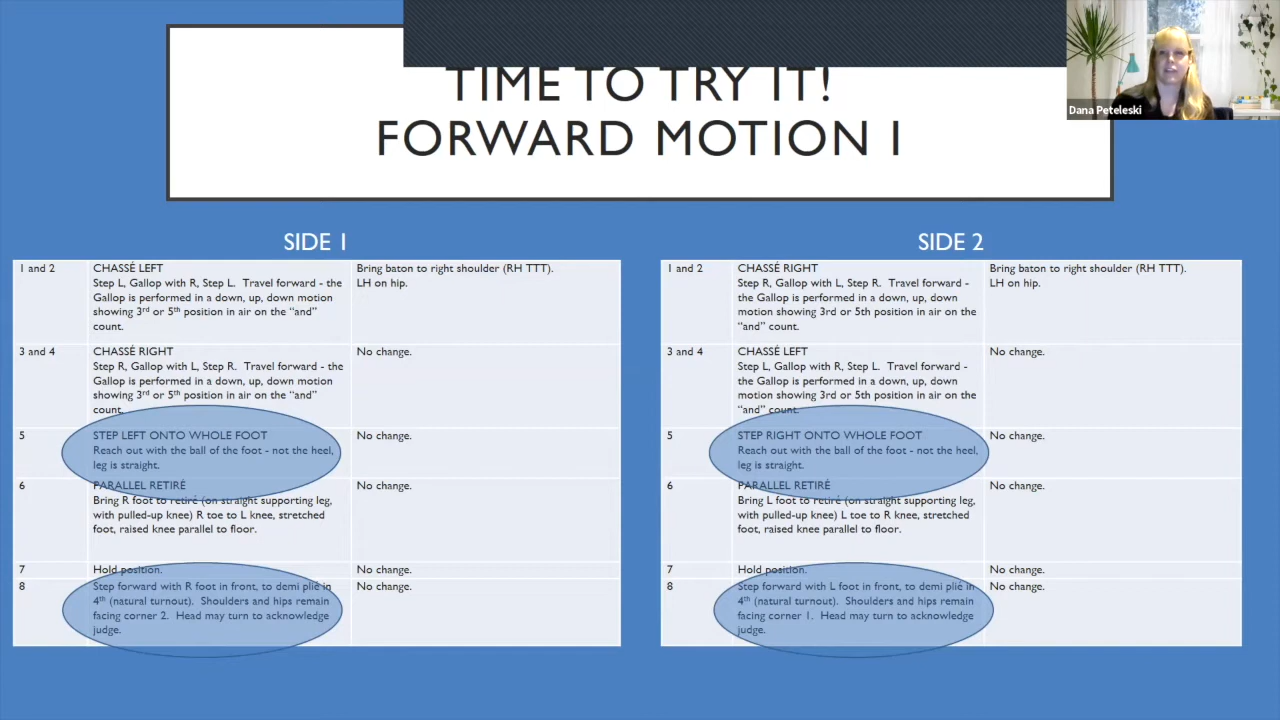 TIME TO TRY IT!
FORWARD MOTION I
Dana Peteleski
SIDE I
1 and 2
CHASSÉ LEFT
Step L, Gallop with R, Step L. Travel forward - the
Gallop is performed in a down, up, down motion
showing 3rd or 5th position in air on the “and”
count.
Bring baton to right shoulder (RH TTT).
LH on hip.
3 and 4
CHASSÉ RIGHT
Step R, Gallop with L, Step R. Travel forward - the
Gallop is performed in a down, up, down motion
showing 3rd or 5th position in air on the “and”
count.
No change.
5
STEP LEFT ONTO WHOLE FOOT
Reach out with the ball of the foot - not the heel,
leg is straight.
No change.
6
PARALLEL RETIRÉ
Bring R foot to retiré (on straight supporting leg,
with pulled-up knee) R toe to L knee, stretched
foot, raised knee parallel to floor.
No change.
7
Hold position.
No change.
8
Step forward with R foot in front, to demi plié in
4th (natural turnout). Shoulders and hips remain
facing corner 2. Head may turn to acknowledge
judge.
No change.
SIDE 2
1 and 2
CHASSÉ RIGHT
Step R, Gallop with L, Step R. Travel forward -
the Gallop is performed in a down, up, down
motion showing 3rd or 5th position in air on the
“and” count.
Bring baton to right shoulder (RH TTT).
LH on hip.
3 and 4
CHASSÉ LEFT
Step L, Gallop with R, Step L. Travel forward -
the Gallop is performed in a down, up, down
motion showing 3rd or 5th position in air on the
“and” count.
No change.
5
STEP RIGHT ONTO WHOLE FOOT
Reach out with the ball of the foot - not the heel,
leg is straight.
No change.
6
PARALLEL RETIRÉ
Bring L foot to retiré (on straight supporting leg,
with pulled-up knee) L toe to R knee, stretched
foot, raised knee parallel to floor.
No change.
7
Hold position.
No change.
8
Step forward with L foot in front, to demi plié in
4th (natural turnout). Shoulders and hips remain
facing corner 1. Head may turn to acknowledge
judge.
No change.